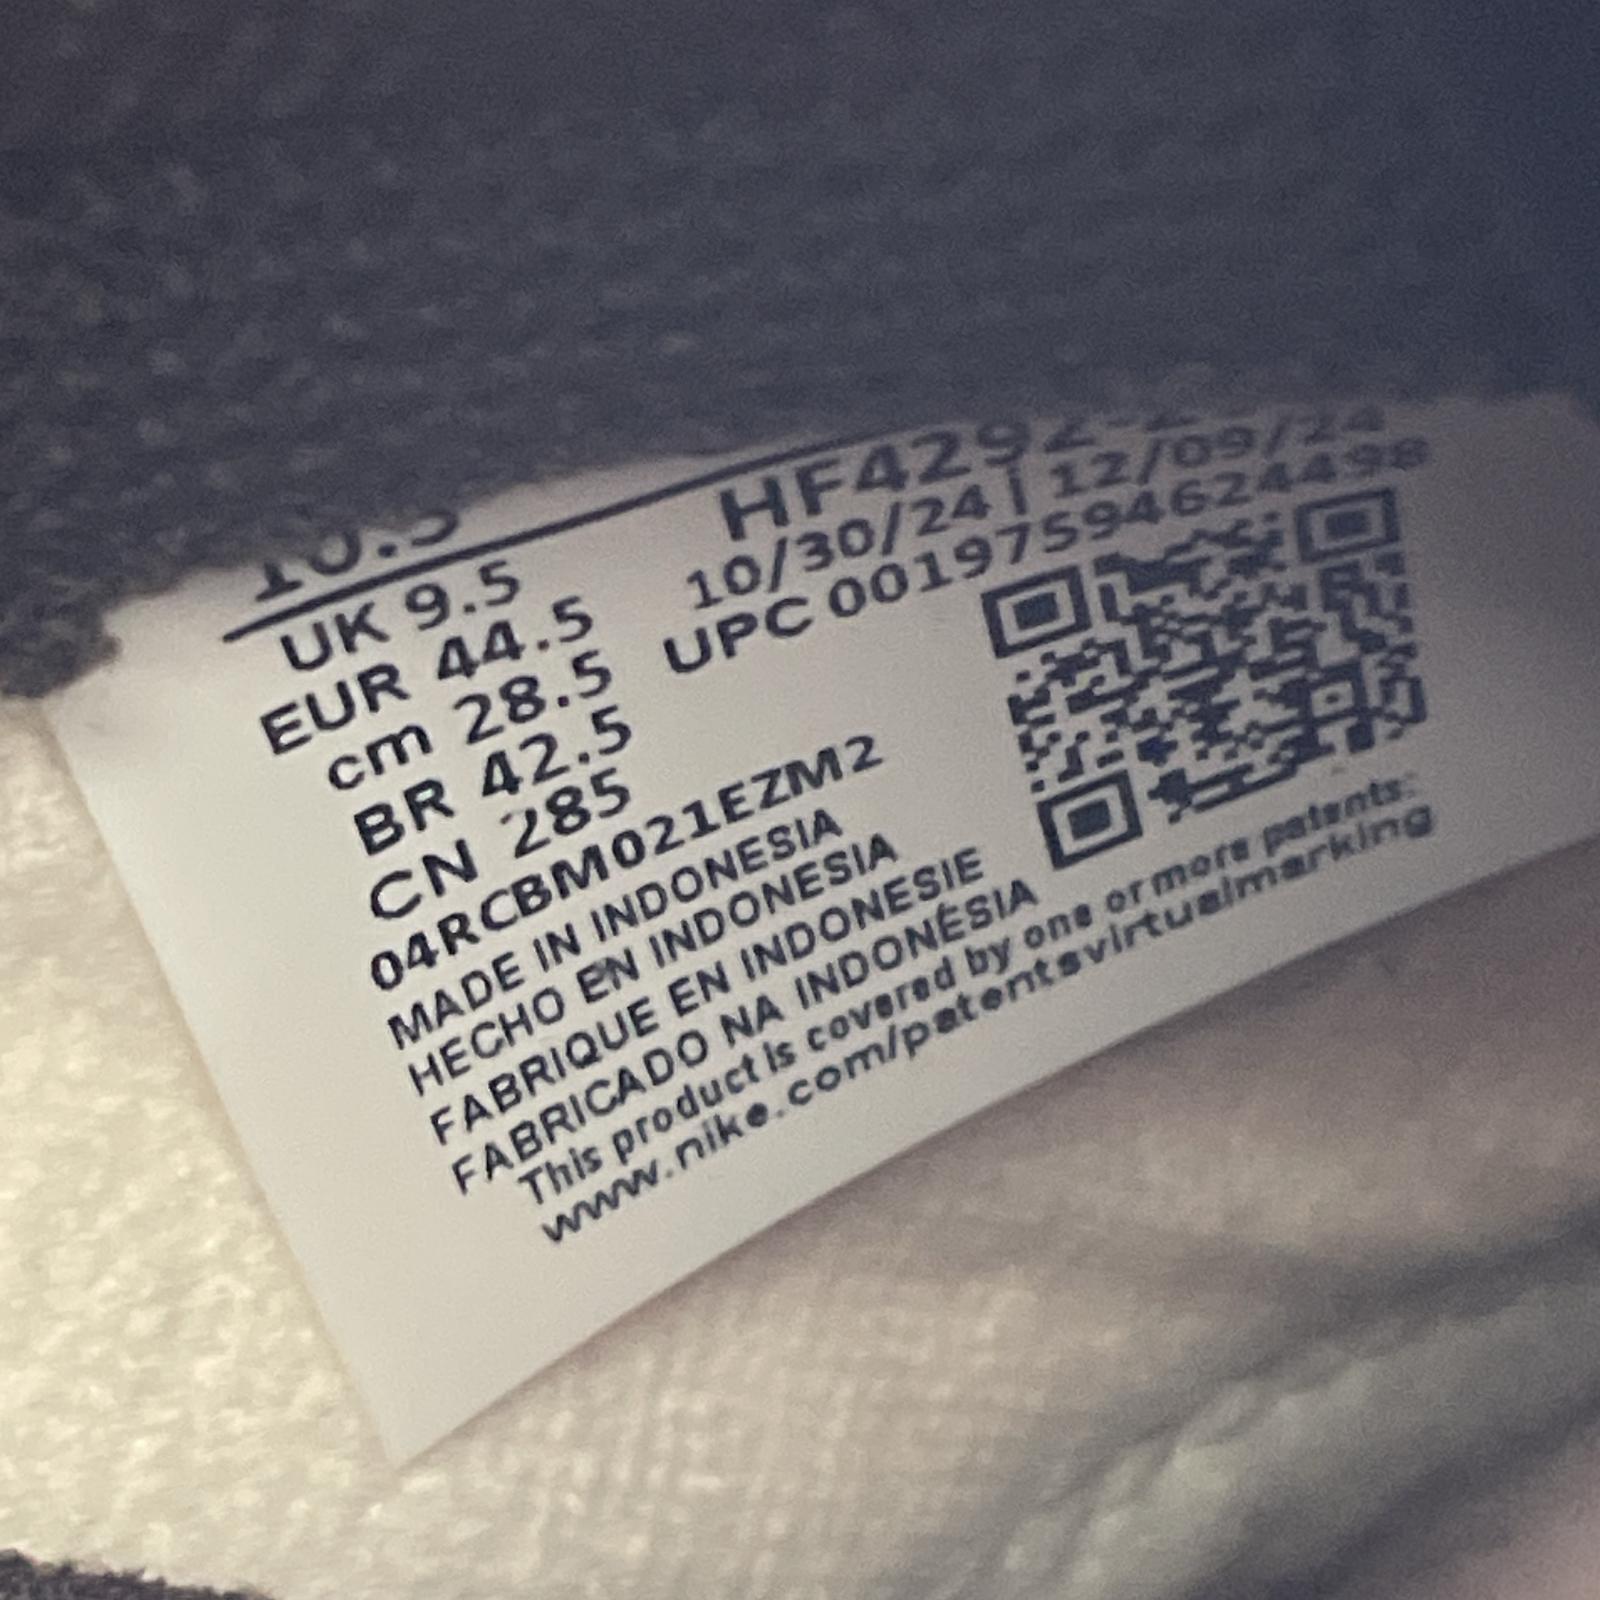 10.5
HF4292-2
UK 9.5
10/30/24 | 12/09/24
EUR 44.5
UPC 00197594624498
cm 28.5
BR 42.5
CN 285
04RCBM021EZM2
MADE IN INDONESIA
HECHO EN INDONESIA
FABRIQUE EN INDONESIE
FABRICADO NA INDONÉSIA
This product is covered by one or more patents:
www.nike.com/patentsvirtualmarking